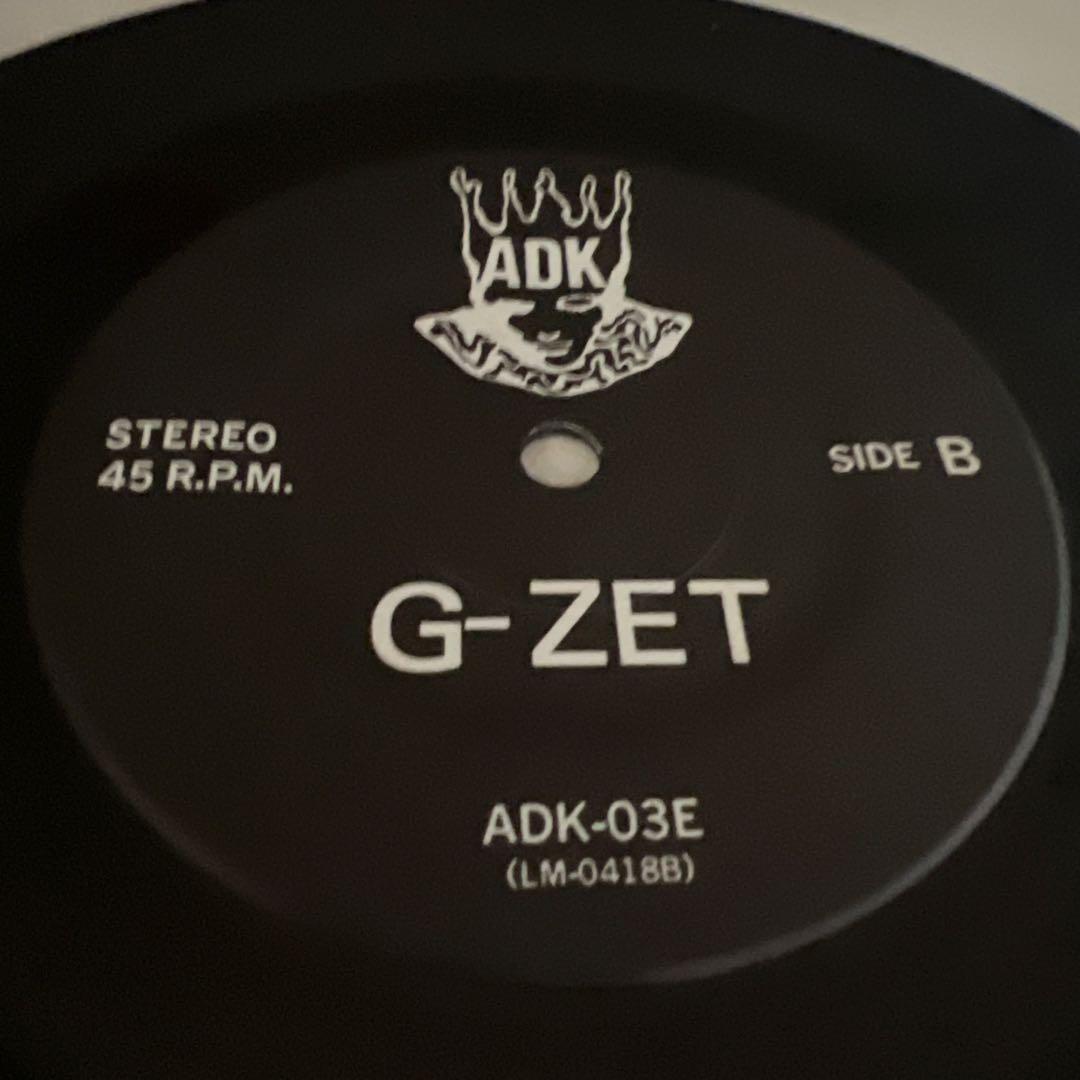 ADK
STEREO
45 R.P.M.
SIDE B
G-ZET
ADK-03E
(LM-0418B)